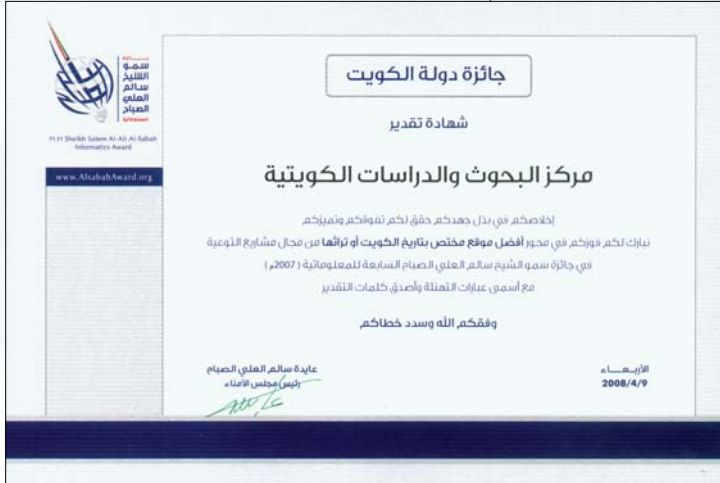 جائزة
سمو
الشيخ
سالم
العلي
الصباح
للمعلوماتية
H.H Sheikh Salem Al-Ali Al-Sabah
Informatics Award
www.AlsabahAward.org
جائزة دولة الكويت
شهادة تقدير
مركز البحوث والدراسات الكويتية
إخلاصكم في بذل جهدكم حقق لكم تفوقكم وتميزكم
نبارك لكم فوزكم في محور أفضل موقع مختص بتاريخ الكويت أو تراثها من مجال مشاريع التوعية
في جائزة سمو الشيخ سالم العلي الصباح السابعة للمعلوماتية (2007م)
مع أسمى عبارات التهنئة وأصدق كلمات التقدير
وفقكم الله وسدد خطاكم
الأربعـــاء
2008/4/9
عايدة سالم العلي الصباح
رئيس مجلس الأمناء